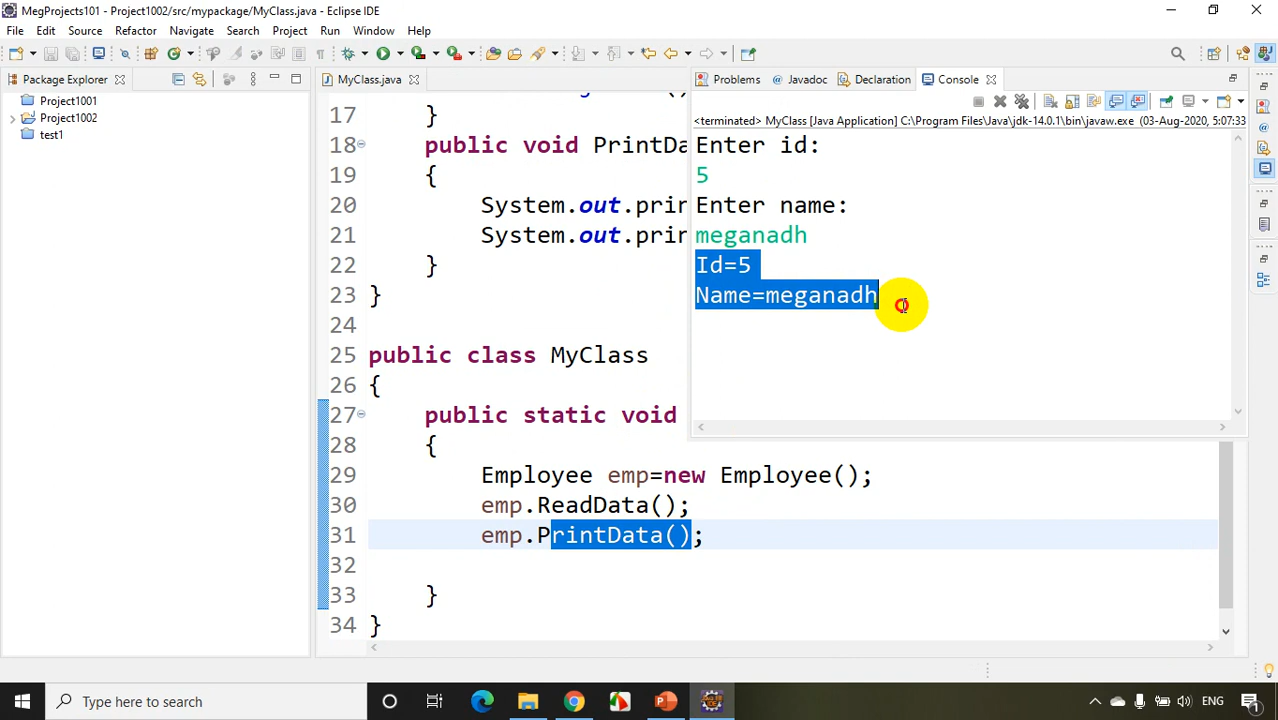 MegProjects101 - Project1002/src/mypackage/MyClass.java - Eclipse IDE
File Edit Source Refactor Navigate Search Project Run Window Help
Package Explorer
Project1001
Project1002
test1
MyClass.java
17 }
18 public void PrintDa
19 {
20 System.out.prin
21 System.out.prin
22 }
23 }
24
25 public class MyClass
26 {
27 public static void
28 {
29 Employee emp=new Employee();
30 emp.ReadData();
31 emp.PrintData();
32
33 }
34 }
Problems @ Javadoc Declaration Console
<terminated> MyClass [Java Application] C:\Program Files\Java\jdk-14.0.1\bin\javaw.exe (03-Aug-2020, 5:07:33
Enter id:
5
Enter name:
meganadh
Id=5
Name=meganadh
Type here to search
ENG
1